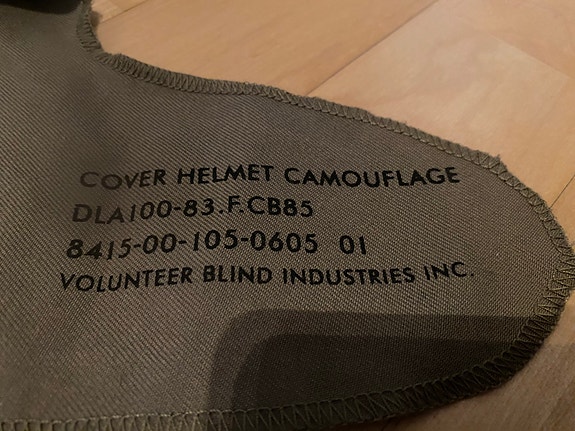 COVER HELMET CAMOUFLAGE
DLA100-83.F.CB85
8415-00-105-0605 01
VOLUNTEER BLIND INDUSTRIES INC.